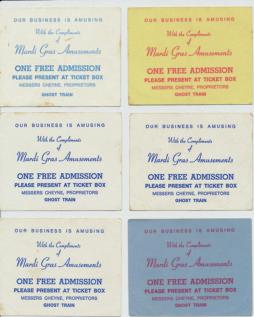 OUR BUSINESS IS AMUSING
With the Compliments
of
Mardi Gras Amusements
ONE FREE ADMISSION
PLEASE PRESENT AT TICKET BOX
MESSERS CHEYNE, PROPRIETORS
GHOST TRAIN
OUR BUSINESS IS AMUSING
With the Compliments
of
Mardi Gras Amusements
ONE FREE ADMISSION
PLEASE PRESENT AT TICKET BOX
MESSERS CHEYNE, PROPRIETORS
GHOST TRAIN
OUR BUSINESS IS AMUSING
With the Compliments
of
Mardi Gras Amusements
ONE FREE ADMISSION
PLEASE PRESENT AT TICKET BOX
MESSERS CHEYNE, PROPRIETORS
GHOST TRAIN
OUR BUSINESS IS AMUSING
With the Compliments
of
Mardi Gras Amusements
ONE FREE ADMISSION
PLEASE PRESENT AT TICKET BOX
MESSERS CHEYNE, PROPRIETORS
GHOST TRAIN
OUR BUSINESS IS AMUSING
With the Compliments
of
Mardi Gras Amusements
ONE FREE ADMISSION
PLEASE PRESENT AT TICKET BOX
MESSERS CHEYNE, PROPRIETORS
GHOST TRAIN
OUR BUSINESS IS AMUSING
With the Compliments
of
Mardi Gras Amusements
ONE FREE ADMISSION
PLEASE PRESENT AT TICKET BOX
MESSERS CHEYNE, PROPRIETORS
GHOST TRAIN